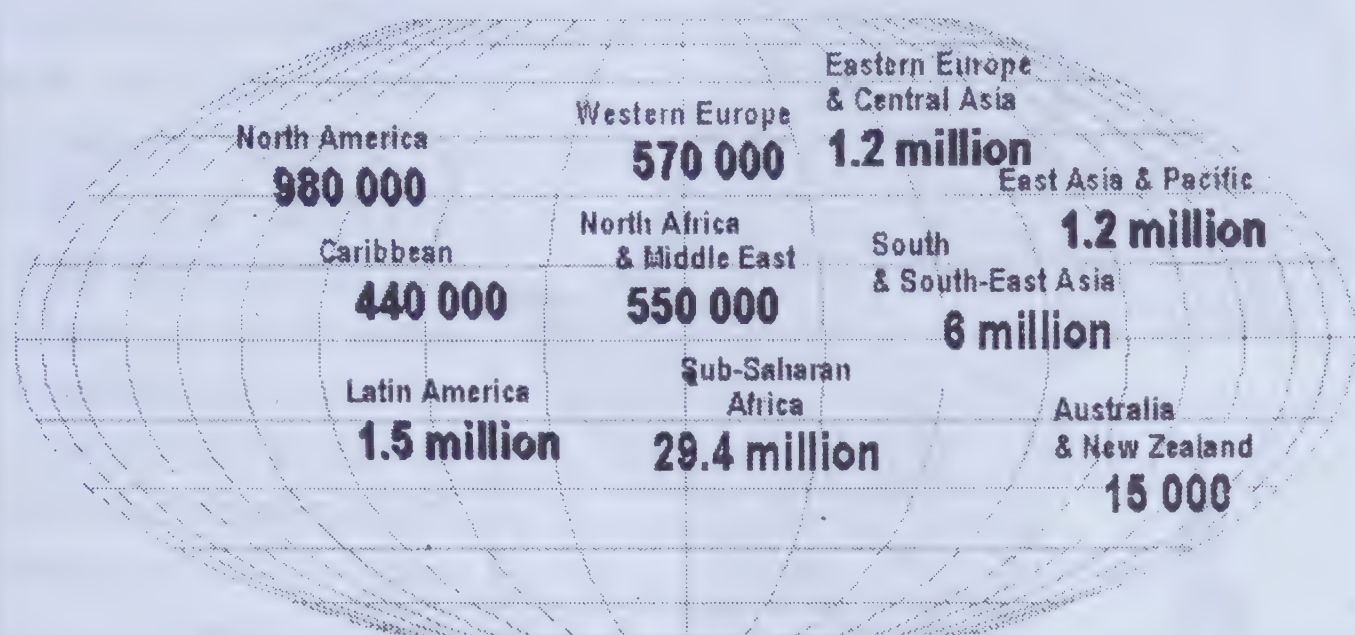 Eastern Europe
& Central Asia
1.2 million
Western Europe
570 000
North America
980 000
East Asia & Pacific
1.2 million
North Africa
& Middle East
550 000
South
& South-East Asia
6 million
Caribbean
440 000
Sub-Saharan
Africa
29.4 million
Latin America
1.5 million
Australia
& New Zealand
15 000